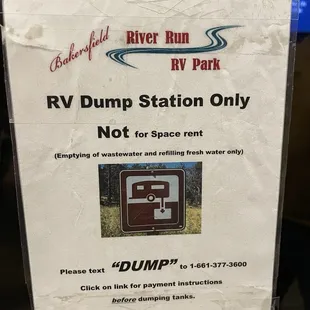 Bakersfield
River Run
RV Park
RV Dump Station Only
Not for Space rent
(Emptying of wastewater and refilling fresh water only)
Please text "DUMP" to 1-661-377-3600
Click on link for payment instructions
before dumping tanks.